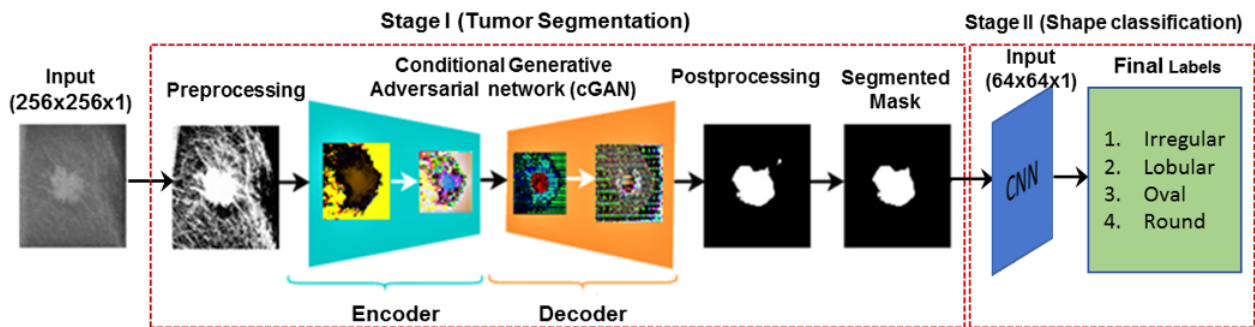 Stage I (Tumor Segmentation)
Stage II (Shape classification)
Input
(256x256x1)
Preprocessing
Conditional Generative
Adversarial network (cGAN)
Postprocessing
Segmented
Mask
Input
(64x64x1)
Final Labels
CNN
1. Irregular
2. Lobular
3. Oval
4. Round
Encoder
Decoder